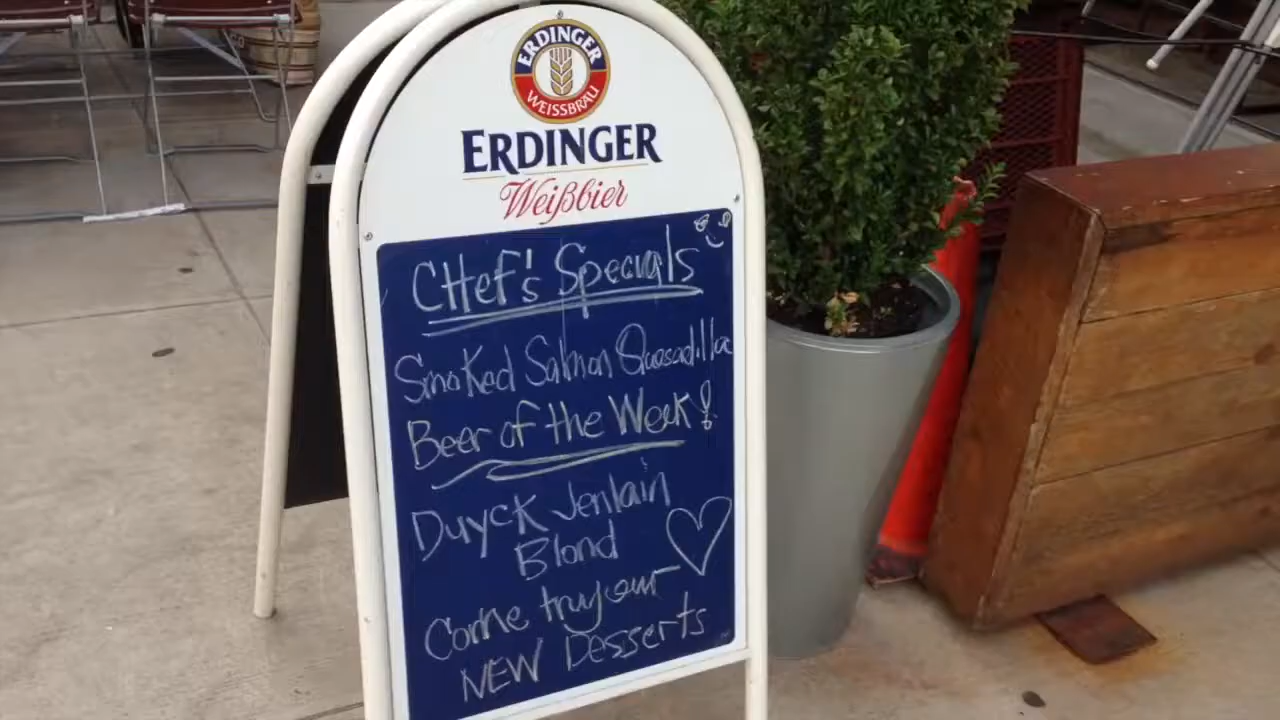 ERDINGER
WEISSBRÄU
ERDINGER
Weißbier
CHef's Specials
Smoked Salmon Quesadilla
Beer of the Week!
Duyck Jenlain
Blond
Come try our
NEW Desserts